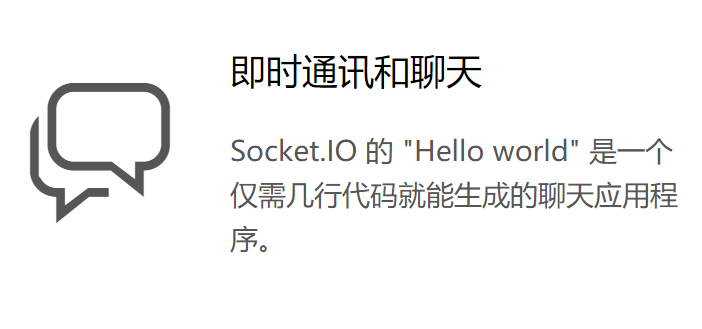 即时通讯和聊天
Socket.IO 的 "Hello world" 是一个
仅需几行代码就能生成的聊天应用程
序。